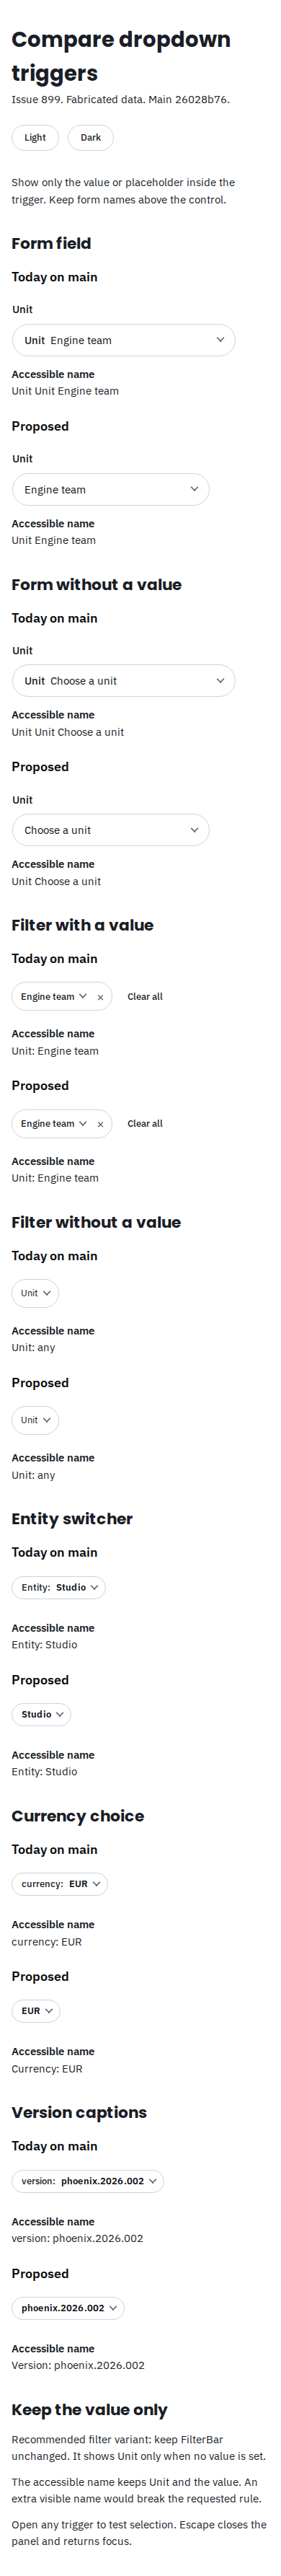 Compare dropdown
triggers
Issue 899. Fabricated data. Main 26028b76.
Light Dark
Show only the value or placeholder inside the
trigger. Keep form names above the control.
Form field
Today on main
Unit
Unit Engine team
Accessible name
Unit Unit Engine team
Proposed
Unit
Engine team
Accessible name
Unit Engine team
Form without a value
Today on main
Unit
Unit Choose a unit
Accessible name
Unit Unit Choose a unit
Proposed
Unit
Choose a unit
Accessible name
Unit Choose a unit
Filter with a value
Today on main
Engine team × Clear all
Accessible name
Unit: Engine team
Proposed
Engine team × Clear all
Accessible name
Unit: Engine team
Filter without a value
Today on main
Unit
Accessible name
Unit: any
Proposed
Unit
Accessible name
Unit: any
Entity switcher
Today on main
Entity: Studio
Accessible name
Entity: Studio
Proposed
Studio
Accessible name
Entity: Studio
Currency choice
Today on main
currency: EUR
Accessible name
currency: EUR
Proposed
EUR
Accessible name
Currency: EUR
Version captions
Today on main
version: phoenix.2026.002
Accessible name
version: phoenix.2026.002
Proposed
phoenix.2026.002
Accessible name
Version: phoenix.2026.002
Keep the value only
Recommended filter variant: keep FilterBar
unchanged. It shows Unit only when no value is set.
The accessible name keeps Unit and the value. An
extra visible name would break the requested rule.
Open any trigger to test selection. Escape closes the
panel and returns focus.